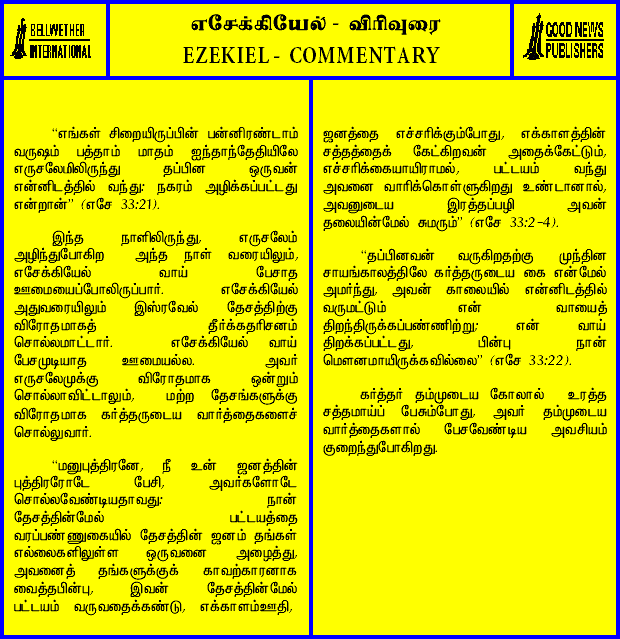 BELLWETHER
INTERNATIONAL
எசேக்கியேல் - விரிவுரை
EZEKIEL - COMMENTARY
GOOD NEWS
PUBLISHERS
“எங்கள் சிறையிருப்பின் பன்னிரண்டாம்
வருஷம் பத்தாம் மாதம் ஐந்தாந்தேதியிலே
எருசலேமிலிருந்து தப்பின ஒருவன்
என்னிடத்தில் வந்து: நகரம் அழிக்கப்பட்டது
என்றான்” (எசே 33:21).
இந்த நாளிலிருந்து, எருசலேம்
அழிந்துபோகிற அந்த நாள் வரையிலும்,
எசேக்கியேல் வாய் பேசாத
ஊமையைப்போலிருப்பார். எசேக்கியேல்
அதுவரையிலும் இஸ்ரவேல் தேசத்திற்கு
விரோதமாகத் தீர்க்கதரிசனம்
சொல்லமாட்டார். எசேக்கியேல் வாய்
பேசமுடியாத ஊமையல்ல. அவர்
எருசலேமுக்கு விரோதமாக ஒன்றும்
சொல்லாவிட்டாலும், மற்ற தேசங்களுக்கு
விரோதமாக கர்த்தருடைய வார்த்தைகளைச்
சொல்லுவார்.
“மனுபுத்திரனே, நீ உன் ஜனத்தின்
புத்திரரோடே பேசி, அவர்களோடே
சொல்லவேண்டியதாவது: நான்
தேசத்தின்மேல் பட்டயத்தை
வரப்பண்ணுகையில் தேசத்தின் ஜனம் தங்கள்
எல்லைகளிலுள்ள ஒருவனை அழைத்து,
அவனைத் தங்களுக்குக் காவற்காரனாக
வைத்தபின்பு, இவன் தேசத்தின்மேல்
பட்டயம் வருவதைக்கண்டு, எக்காளம்ஊதி,
ஜனத்தை எச்சரிக்கும்போது, எக்காளத்தின்
சத்தத்தைக் கேட்கிறவன் அதைக்கேட்டும்,
எச்சரிக்கையாயிராமல், பட்டயம் வந்து
அவனை வாரிக்கொள்ளுகிறது உண்டானால்,
அவனுடைய இரத்தப்பழி அவன்
தலையின்மேல் சுமரும்” (எசே 33:2-4).
“தப்பினவன் வருகிறதற்கு முந்தின
சாயங்காலத்திலே கர்த்தருடைய கை என்மேல்
அமர்ந்து, அவன் காலையில் என்னிடத்தில்
வருமட்டும் என் வாயைத்
திறந்திருக்கப்பண்ணிற்று; என் வாய்
திறக்கப்பட்டது, பின்பு நான்
மௌனமாயிருக்கவில்லை” (எசே 33:22).
கர்த்தர் தம்முடைய கோலால் உரத்த
சத்தமாய்ப் பேசும்போது, அவர் தம்முடைய
வார்த்தைகளால் பேசவேண்டிய அவசியம்
குறைந்துபோகிறது.